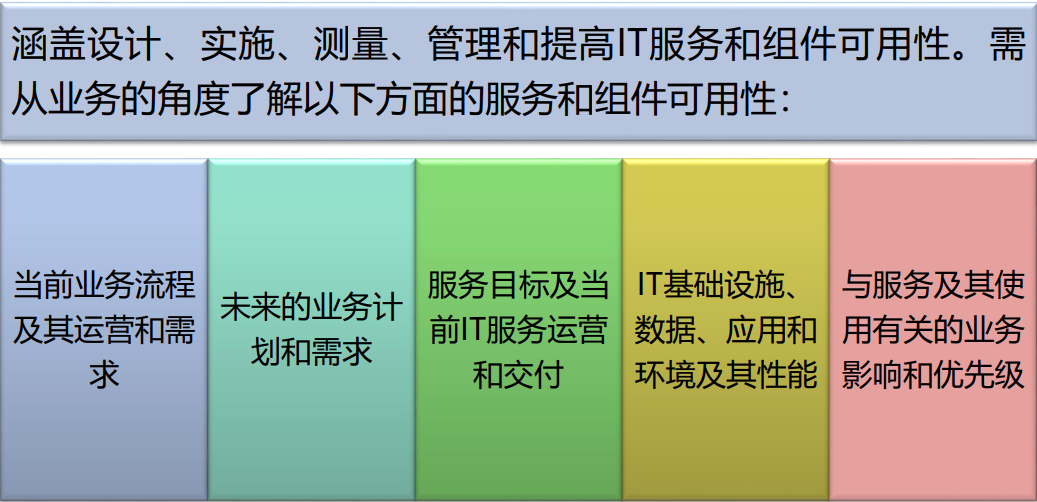 涵盖设计、实施、测量、管理和提高IT服务和组件可用性。需
从业务的角度了解以下方面的服务和组件可用性：
当前业务流程
及其运营和需
求
未来的业务计
划和需求
服务目标及当
前IT服务运营
和交付
IT基础设施、
数据、应用和
环境及其性能
与服务及其使
用有关的业务
影响和优先级